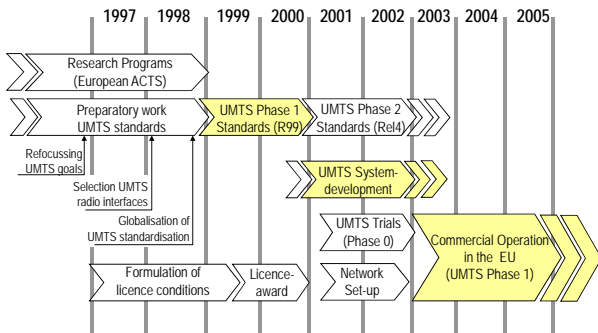 1997 1998 1999 2000 2001 2002 2003 2004 2005
Research Programs
(European ACTS)
Preparatory work
UMTS standards
UMTS Phase 1
Standards (R99)
UMTS Phase 2
Standards (Rel4)
Refocussing
UMTS goals
Selection UMTS
radio interfaces
Globalisation of
UMTS standardisation
UMTS System-
development
UMTS Trials
(Phase 0)
Commercial Operation
in the EU
(UMTS Phase 1)
Formulation of
licence conditions
Licence-
award
Network
Set-up